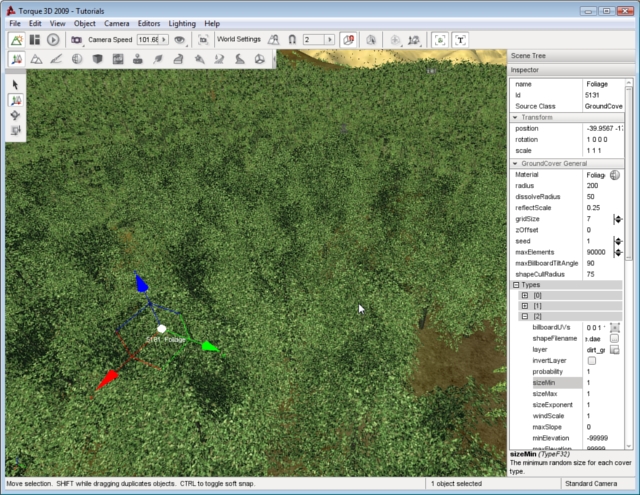 Torque 3D 2009 - Tutorials
File Edit View Object Camera Editors Lighting Help
Camera Speed 101.68 World Settings 2 T
Scene Tree
Inspector
name Foliage
Id 5131
Source Class GroundCove
Transform
position -39.9567 -1
rotation 1 0 0 0
scale 1 1 1
GroundCover General
Material Foliage
radius 200
dissolveRadius 50
reflectScale 0.25
gridSize 7
zOffset 0
seed 1
maxElements 90000
maxBillboardTiltAngle 90
shapeCullRadius 75
Types
[0]
[1]
[2]
billboardUVs 0 0 1
shapeFilename .dae
layer dirt_gr
invertLayer
probability 1
sizeMin 1
sizeMax 1
sizeExponent 1
windScale 1
maxSlope 0
minElevation -99999
maxElevation 99999
5131, Foliage
sizeMin (TypeF32)
The minimum random size for each cover
type.
Move selection. SHIFT while dragging duplicates objects. CTRL to toggle soft snap. 1 object selected Standard Camera